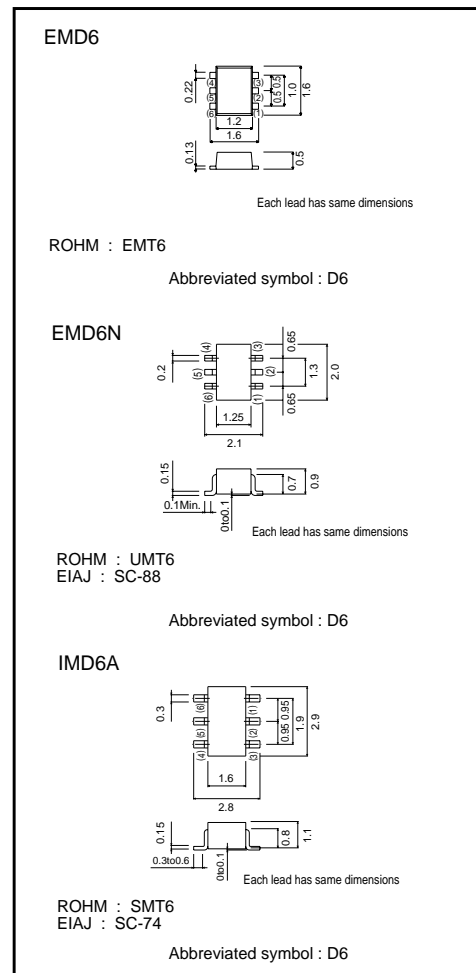 EMD6
0.22
(4)
(3)
(5)
(2)
(6)
(1)
0.5 0.5
1.0
1.6
1.2
1.6
0.13
0.5
Each lead has same dimensions
ROHM : EMT6
Abbreviated symbol : D6
EMD6N
0.2
(4)
(3)
(5)
(2)
(6)
(1)
0.65
0.65
1.3
2.0
1.25
2.1
0.15
0.1Min.
0to0.1
0.7
0.9
Each lead has same dimensions
ROHM : UMT6
EIAJ : SC-88
Abbreviated symbol : D6
IMD6A
0.3
(6)
(1)
(5)
(2)
(4)
(3)
0.95 0.95
1.9
2.9
1.6
2.8
0.15
0.3to0.6
0to0.1
0.8
1.1
Each lead has same dimensions
ROHM : SMT6
EIAJ : SC-74
Abbreviated symbol : D6